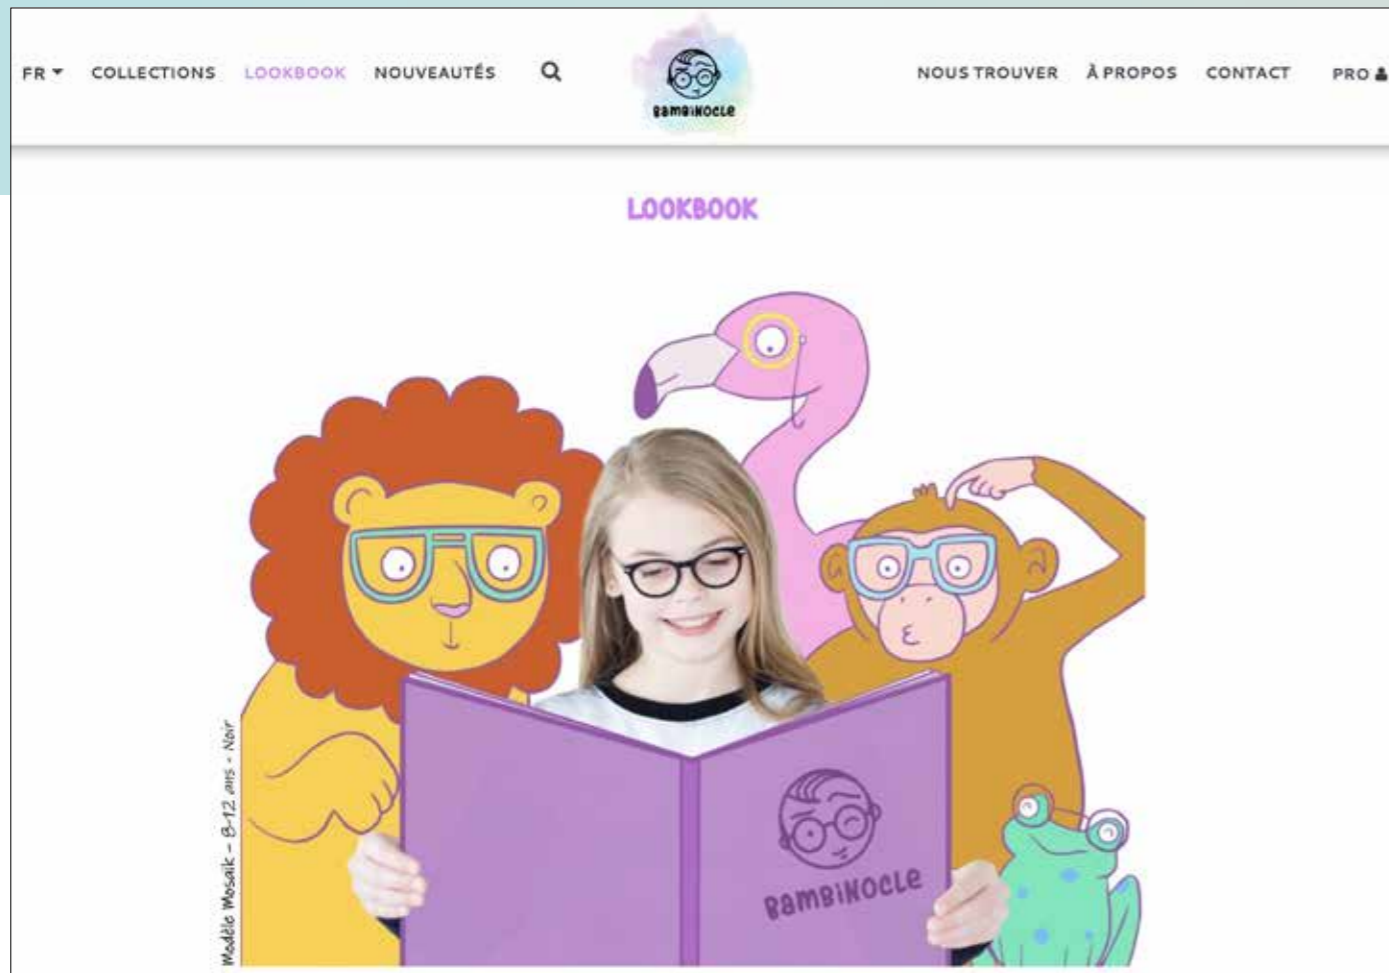 FR
COLLECTIONS
LOOKBOOK
NOUVEAUTÉS
BAMBINOCLE
NOUS TROUVER
À PROPOS
CONTACT
PRO
LOOKBOOK
Modèle Mosaik – 8-12 ans - Noir
BAMBINOCLE